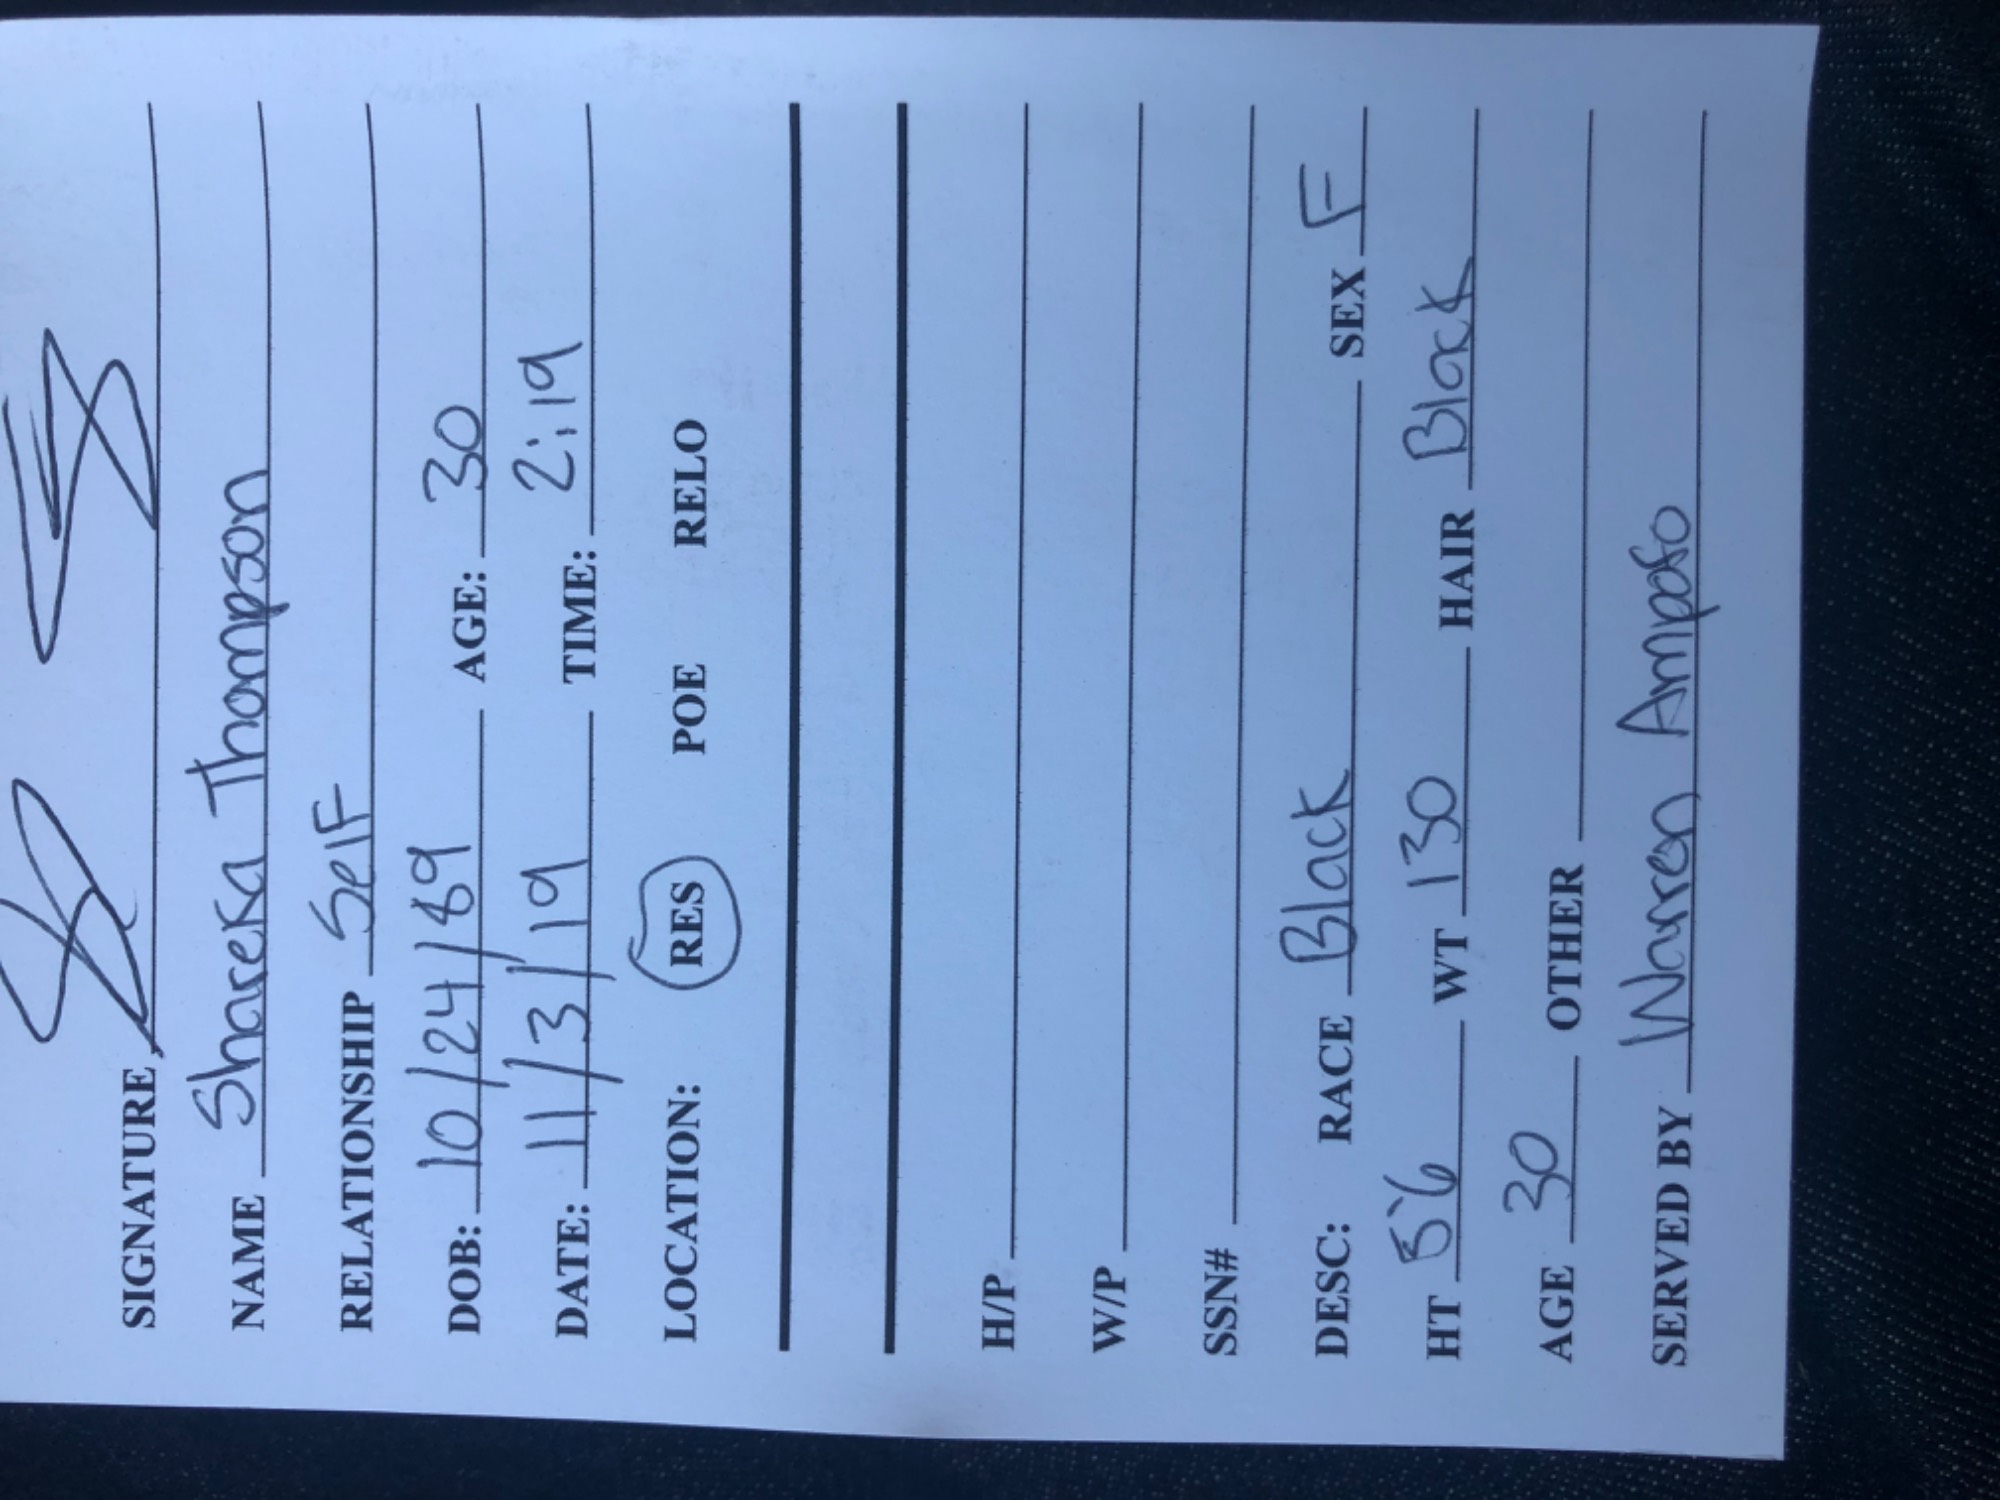 SIGNATURE
NAME Shareka Thompson
RELATIONSHIP Self
DOB: 10/24/89 AGE: 30
DATE: 11/3/19 TIME: 2:19
LOCATION: RES POE RELO
H/P
W/P
SSN#
DESC: RACE Black SEX F
HT 5'6 WT 130 HAIR Black
AGE 30 OTHER
SERVED BY Warren Ampofo